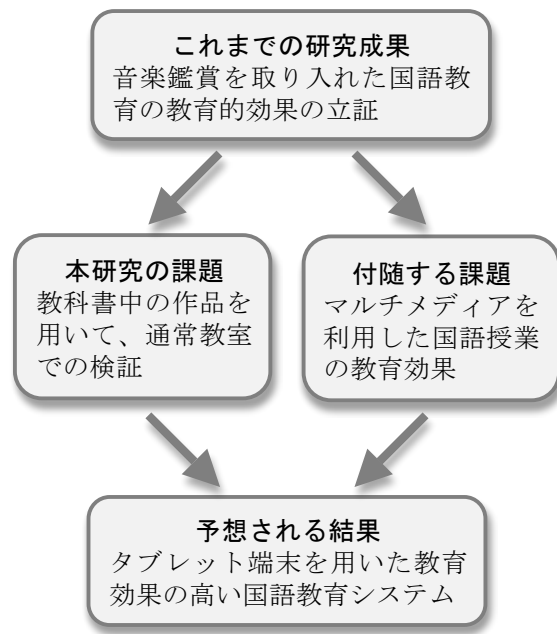 これまでの研究成果
音楽鑑賞を取り入れた国語教
育の教育的効果の立証
本研究の課題
教科書中の作品を
用いて、通常教室
での検証
付随する課題
マルチメディアを
利用した国語授業
の教育効果
予想される結果
タブレット端末を用いた教育
効果の高い国語教育システム